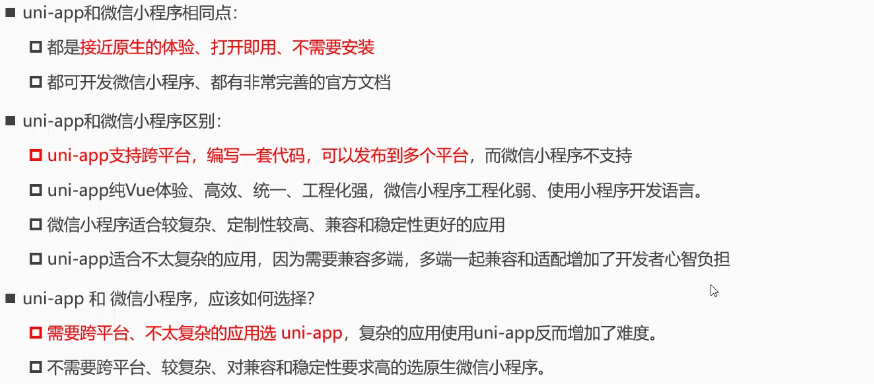 uni-app和微信小程序相同点：
都是接近原生的体验、打开即用、不需要安装
都可开发微信小程序、都有非常完善的官方文档
uni-app和微信小程序区别：
uni-app支持跨平台，编写一套代码，可以发布到多个平台，而微信小程序不支持
uni-app纯Vue体验、高效、统一、工程化强，微信小程序工程化弱、使用小程序开发语言。
微信小程序适合较复杂、定制性较高、兼容和稳定性更好的应用
uni-app适合不太复杂的应用，因为需要兼容多端，多端一起兼容和适配增加了开发者心智负担
uni-app 和 微信小程序，应该如何选择？
需要跨平台、不太复杂的应用选 uni-app，复杂的应用使用uni-app反而增加了难度。
不需要跨平台、较复杂、对兼容和稳定性要求高的选原生微信小程序。